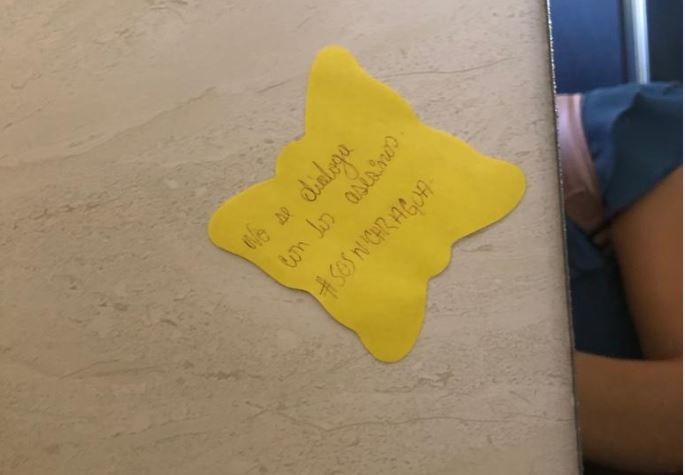 No se dialoga
con los asesinos.
#SOSNICARAGUA.